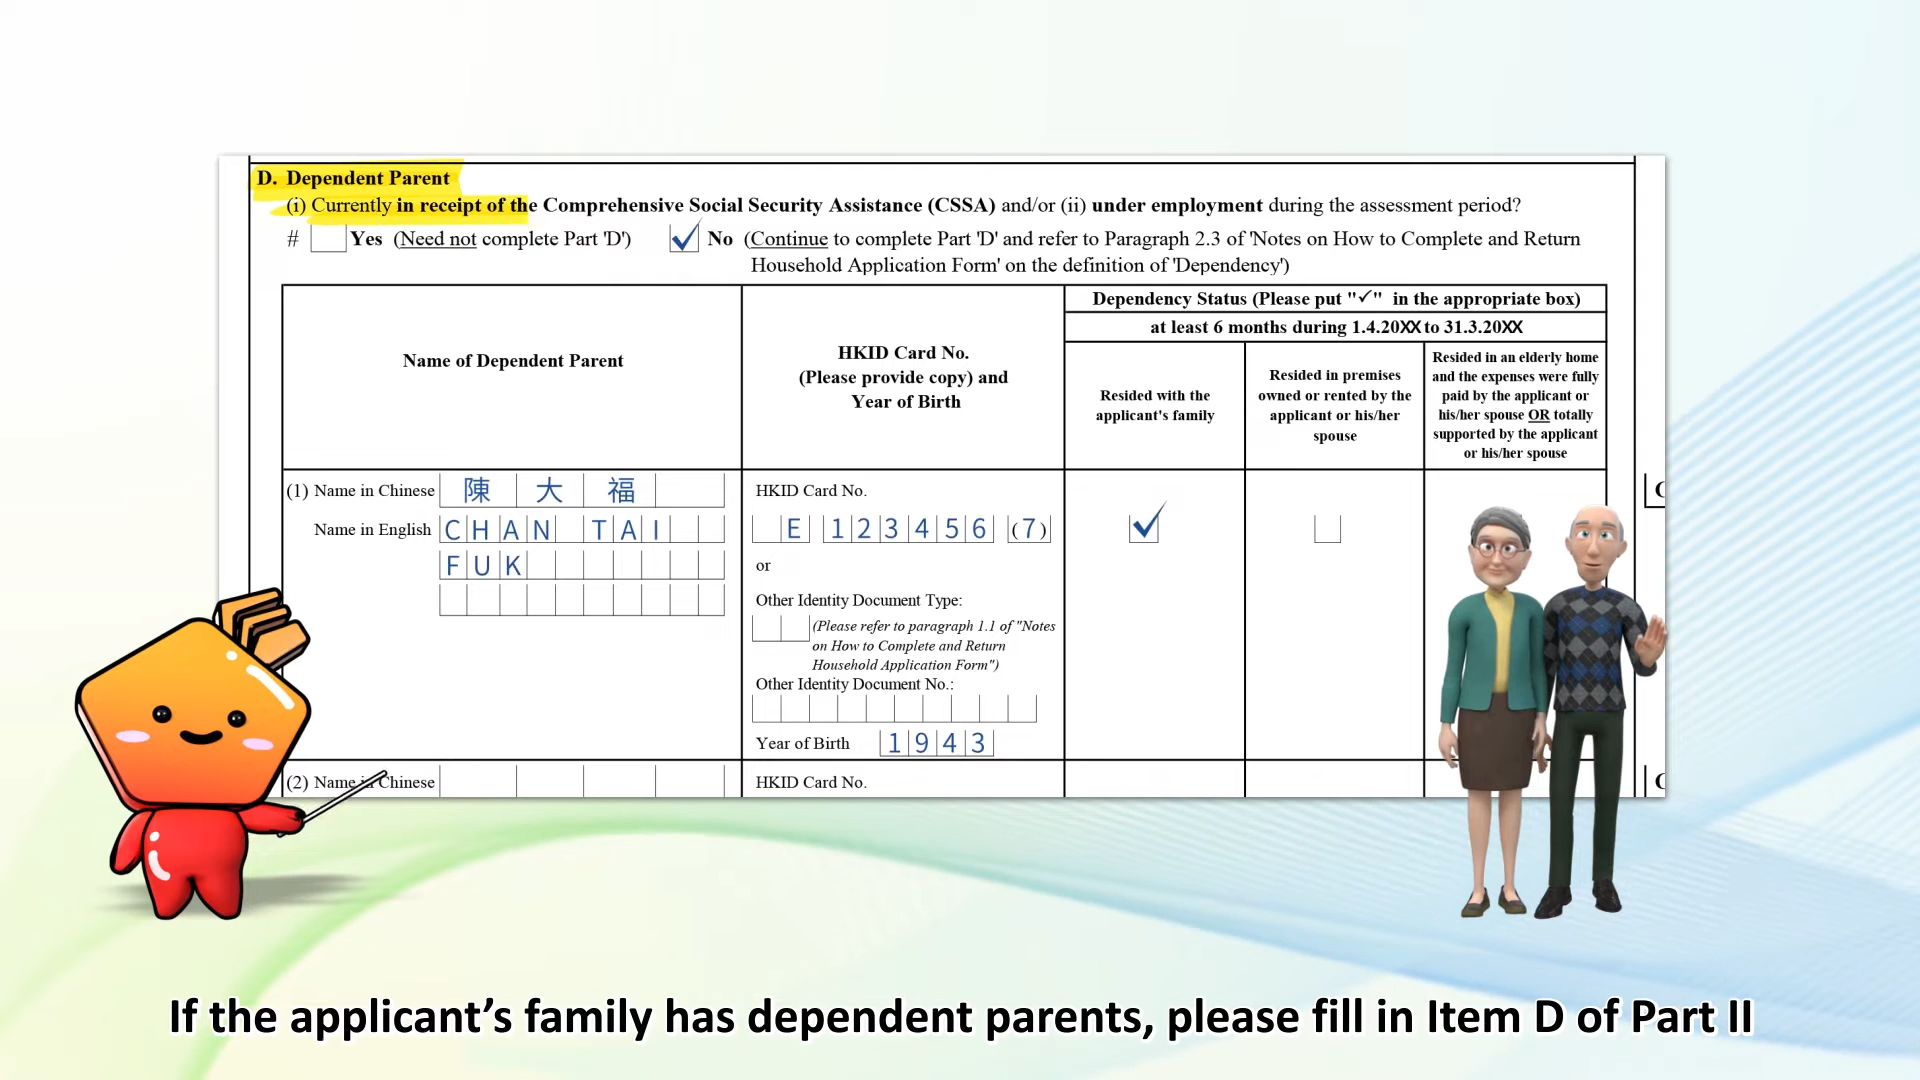 D. Dependent Parent
(i) Currently in receipt of the Comprehensive Social Security Assistance (CSSA) and/or (ii) under employment during the assessment period?
# Yes (Need not complete Part 'D') ✓ No (Continue to complete Part 'D' and refer to Paragraph 2.3 of 'Notes on How to Complete and Return
Household Application Form' on the definition of 'Dependency')
Name of Dependent Parent
HKID Card No.
(Please provide copy) and
Year of Birth
Dependency Status (Please put "✓" in the appropriate box)
at least 6 months during 1.4.20XX to 31.3.20XX
Resided with the
applicant's family
Resided in premises
owned or rented by the
applicant or his/her
spouse
Resided in an elderly home
and the expenses were fully
paid by the applicant or
his/her spouse OR totally
supported by the applicant
or his/her spouse
(1) Name in Chinese 陳 大 福
Name in English CHAN TAI
FUK
HKID Card No.
E 123456 (7)
or
Other Identity Document Type:
(Please refer to paragraph 1.1 of "Notes
on How to Complete and Return
Household Application Form")
Other Identity Document No.:
Year of Birth 1943
✓
(2) Name in Chinese
HKID Card No.
If the applicant's family has dependent parents, please fill in Item D of Part II